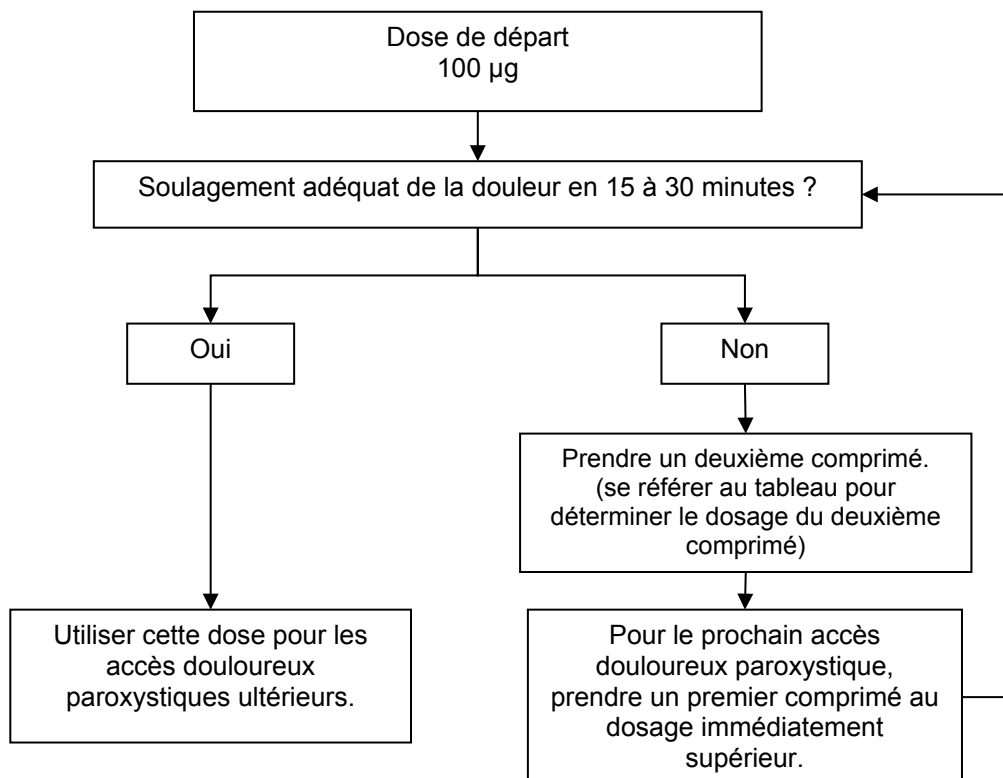 Dose de départ
100 µg
Soulagement adéquat de la douleur en 15 à 30 minutes ?
Oui
Non
Prendre un deuxième comprimé.
(se référer au tableau pour
déterminer le dosage du deuxième
comprimé)
Utiliser cette dose pour les
accès douloureux
paroxystiques ultérieurs.
Pour le prochain accès
douloureux paroxystique,
prendre un premier comprimé au
dosage immédiatement
supérieur.